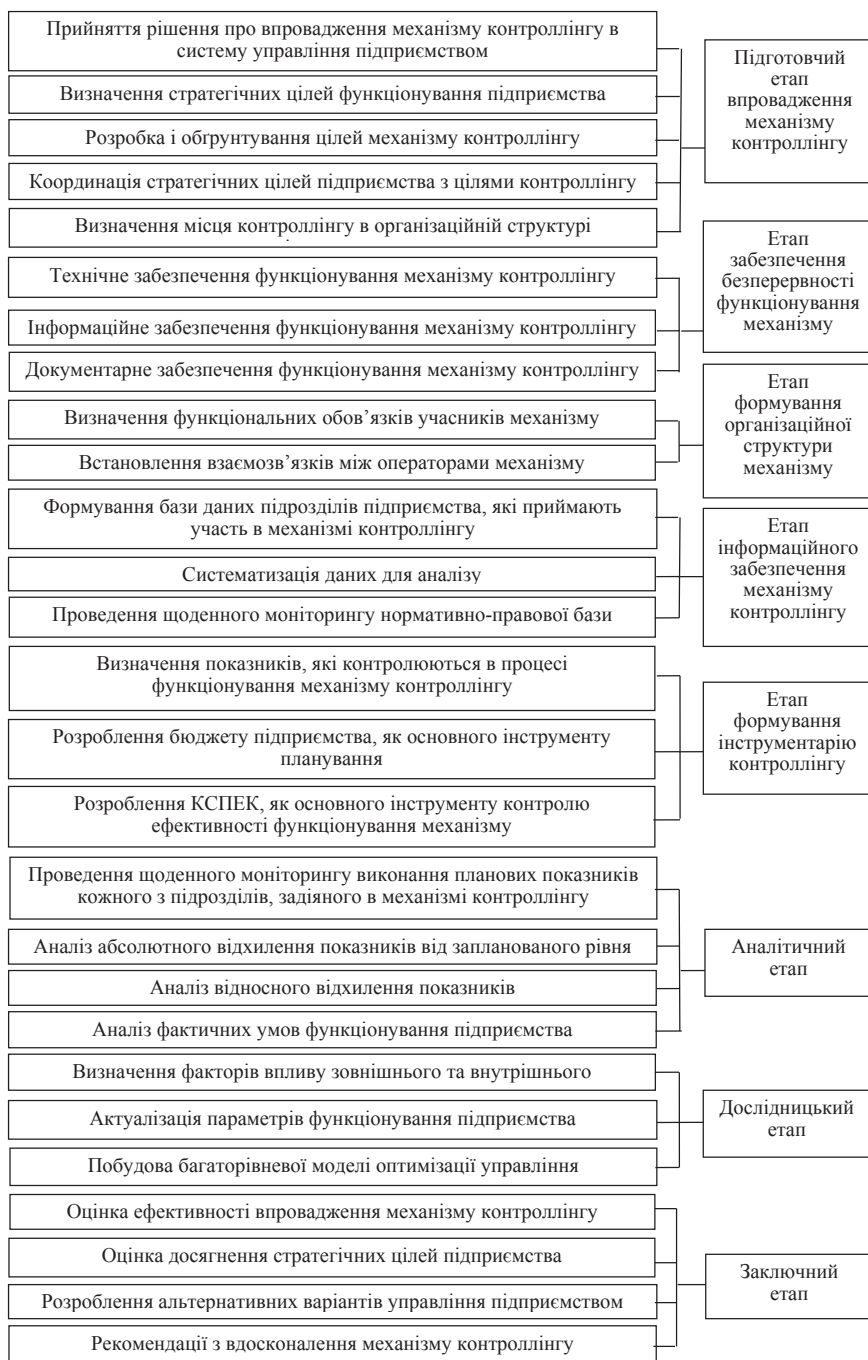 Прийняття рішення про впровадження механізму контроллінгу в
систему управління підприємством
Визначення стратегічних цілей функціонування підприємства
Розробка і обґрунтування цілей механізму контроллінгу
Координація стратегічних цілей підприємства з цілями контроллінгу
Визначення місця контроллінгу в організаційній структурі
Підготовчий
етап
впровадження
механізму
контроллінгу
Технічне забезпечення функціонування механізму контроллінгу
Інформаційне забезпечення функціонування механізму контроллінгу
Документарне забезпечення функціонування механізму контроллінгу
Етап
забезпечення
безперервності
функціонування
механізму
Визначення функціональних обов’язків учасників механізму
Встановлення взаємозв’язків між операторами механізму
Етап
формування
організаційної
структури
механізму
Формування бази даних підрозділів підприємства, які приймають
участь в механізмі контроллінгу
Систематизація даних для аналізу
Проведення щоденного моніторингу нормативно-правової бази
Етап
інформаційного
забезпечення
механізму
контроллінгу
Визначення показників, які контролюються в процесі
функціонування механізму контроллінгу
Розроблення бюджету підприємства, як основного інструменту
планування
Розроблення КСПЕК, як основного інструменту контролю
ефективності функціонування механізму
Етап
формування
інструментарію
контроллінгу
Проведення щоденного моніторингу виконання планових показників
кожного з підрозділів, задіяного в механізмі контроллінгу
Аналіз абсолютного відхилення показників від запланованого рівня
Аналіз відносного відхилення показників
Аналіз фактичних умов функціонування підприємства
Аналітичний
етап
Визначення факторів впливу зовнішнього та внутрішнього
Актуалізація параметрів функціонування підприємства
Побудова багаторівневої моделі оптимізації управління
Дослідницький
етап
Оцінка ефективності впровадження механізму контроллінгу
Оцінка досягнення стратегічних цілей підприємства
Розроблення альтернативних варіантів управління підприємством
Рекомендації з вдосконалення механізму контроллінгу
Заключний
етап